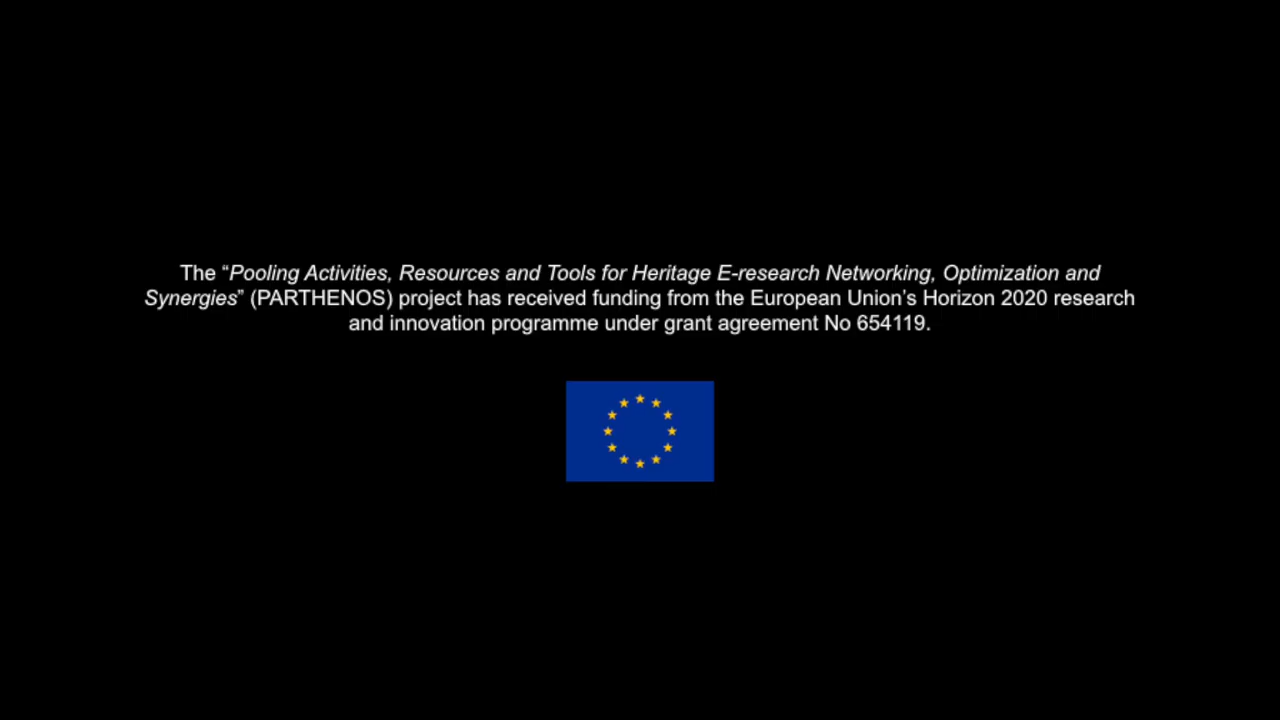 The “Pooling Activities, Resources and Tools for Heritage E-research Networking, Optimization and
Synergies” (PARTHENOS) project has received funding from the European Union’s Horizon 2020 research
and innovation programme under grant agreement No 654119.